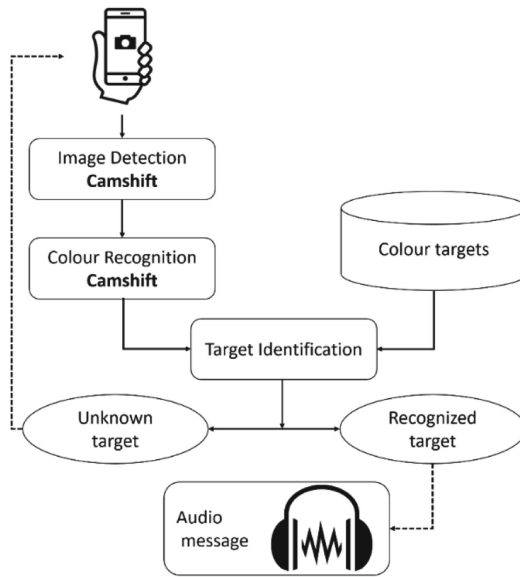 Image Detection
Camshift
Colour Recognition
Camshift
Colour targets
Target Identification
Unknown
target
Recognized
target
Audio
message